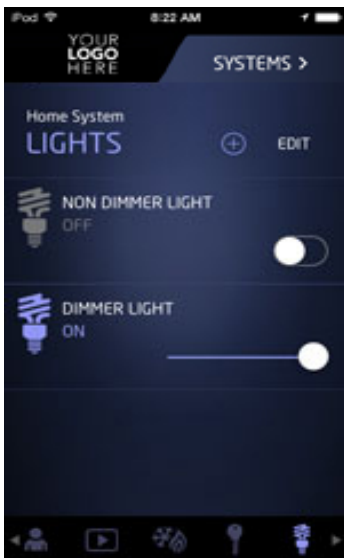 iPod 8:22 AM
YOUR
LOGO
HERE
SYSTEMS >
Home System
LIGHTS
EDIT
NON DIMMER LIGHT
OFF
DIMMER LIGHT
ON